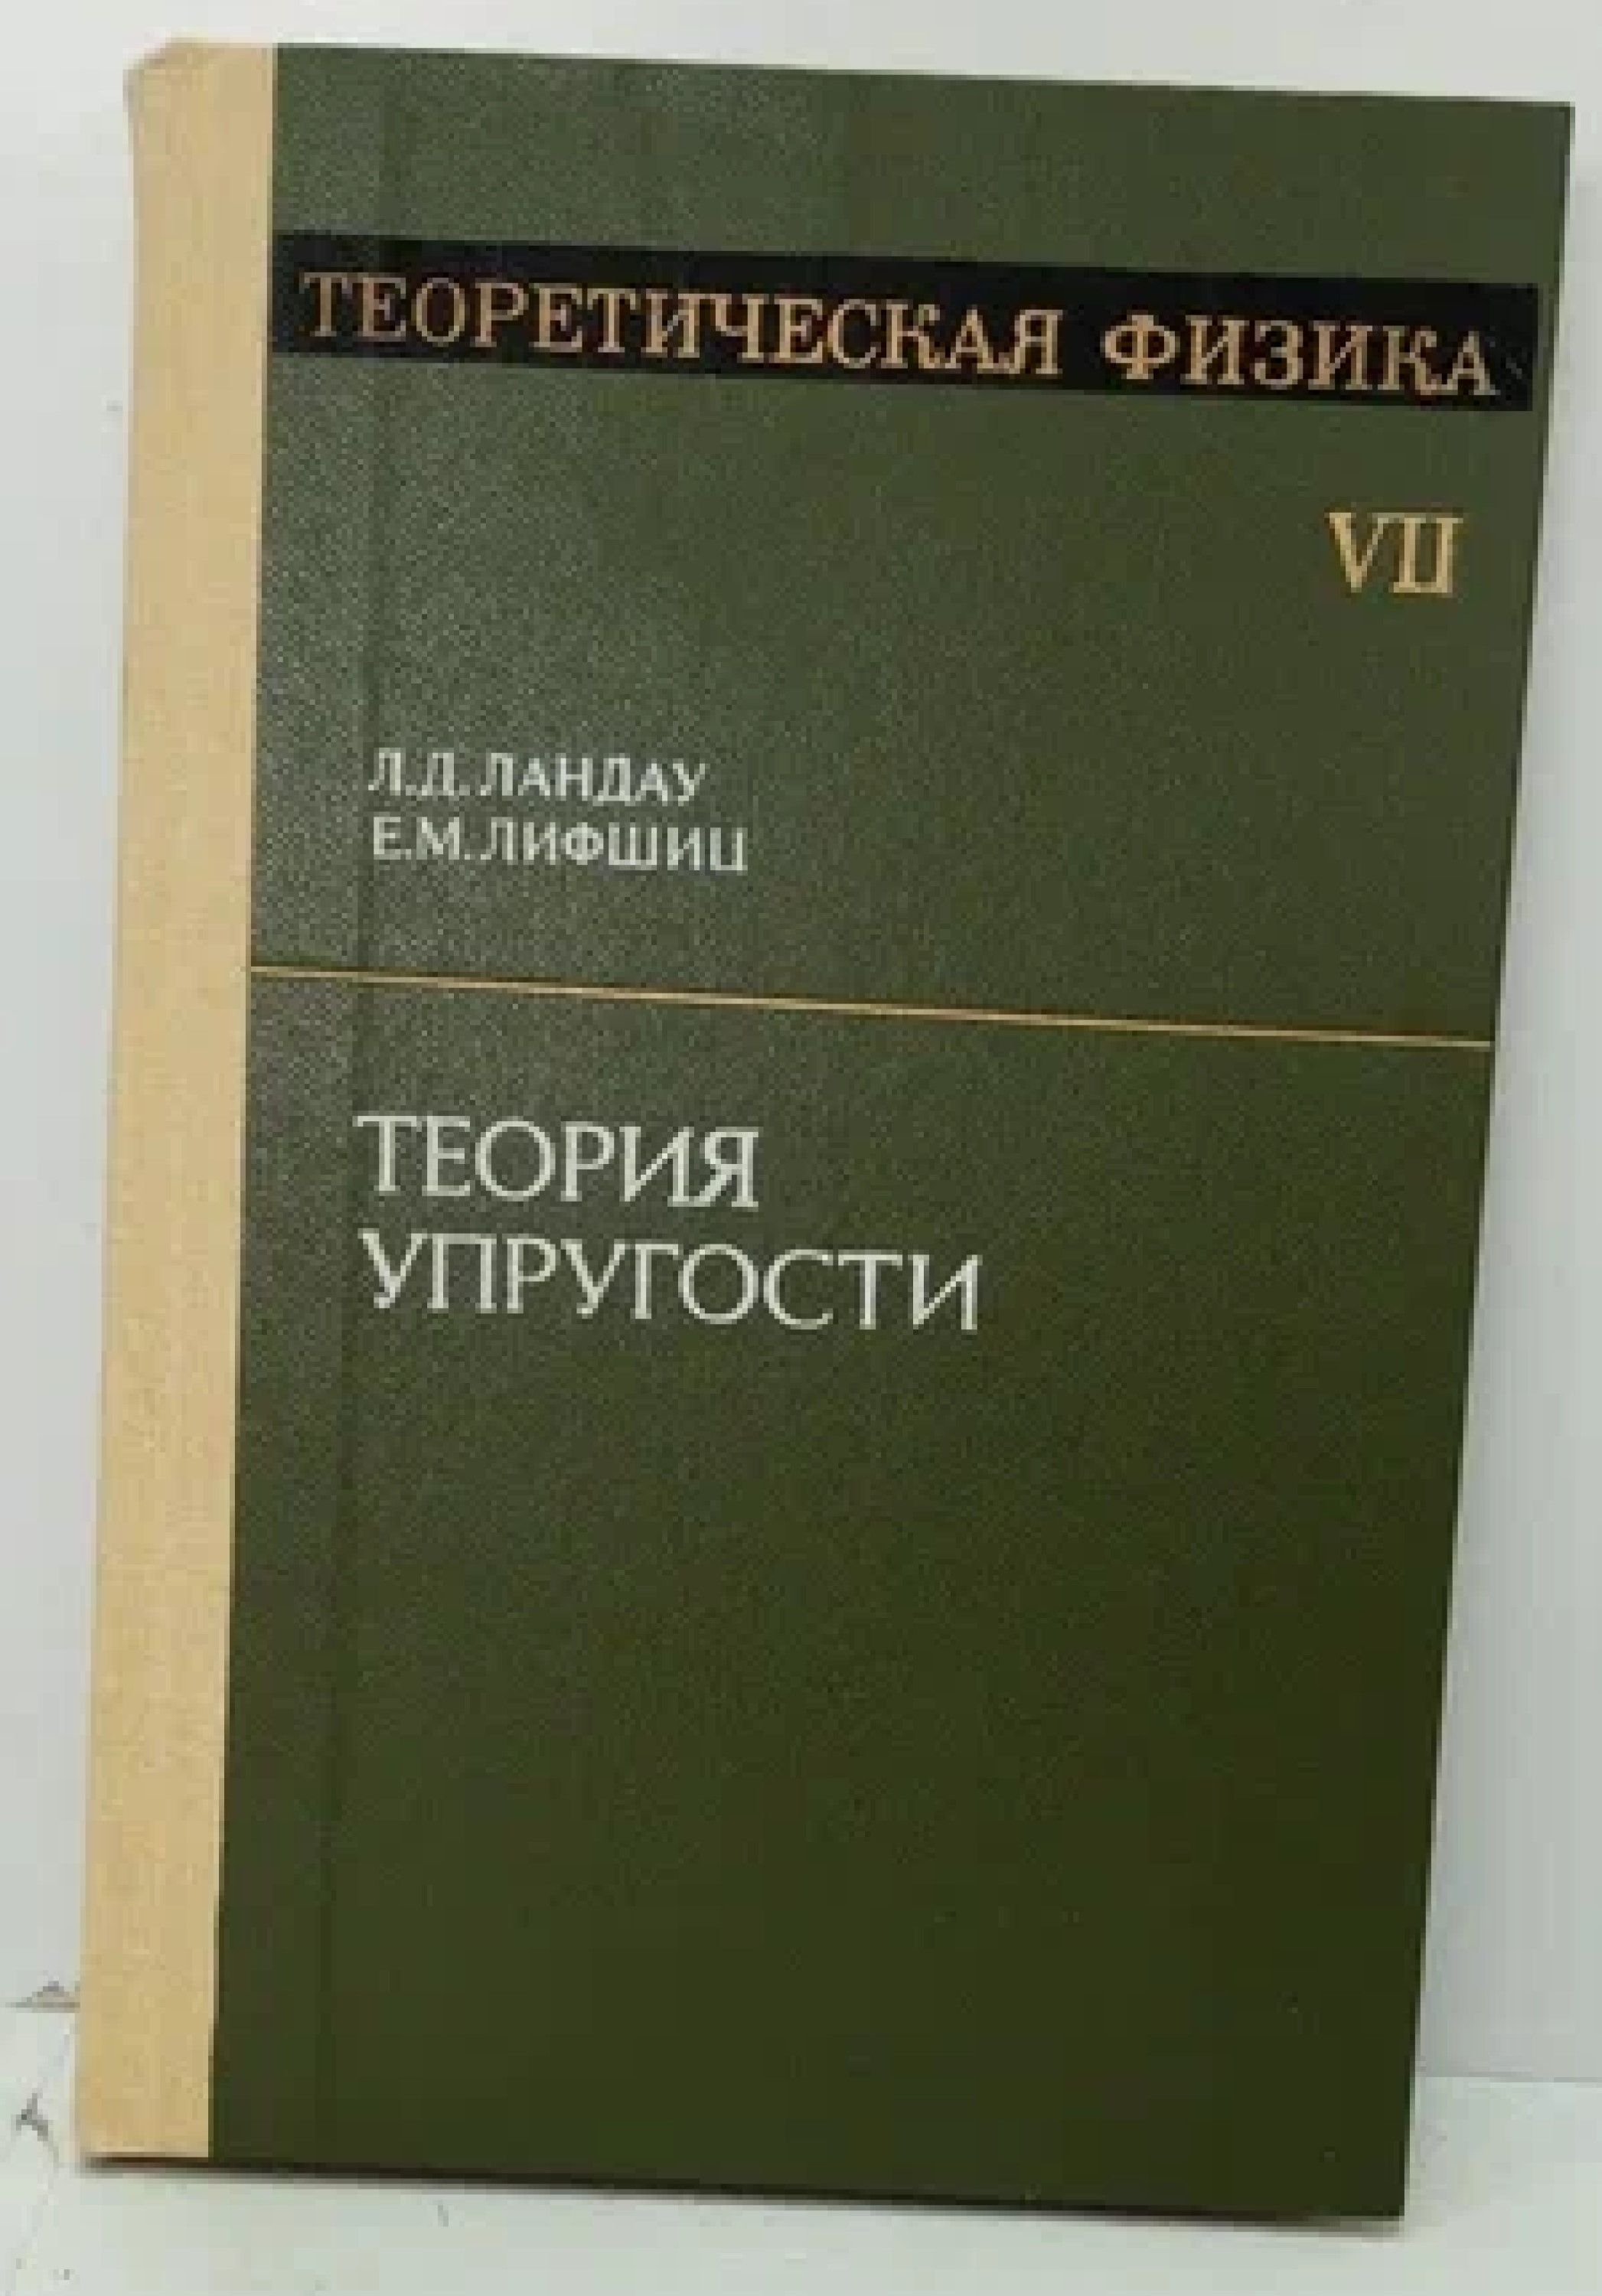 ТЕОРЕТИЧЕСКАЯ ФИЗИКА
VII
Л.Д.ЛАНДАУ
Е.М.ЛИФШИЦ
ТЕОРИЯ
УПРУГОСТИ